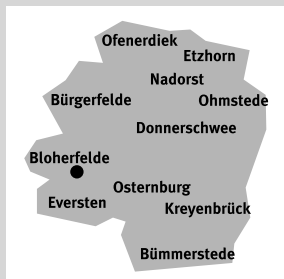 Ofenerdiek
Etzhorn
Nadorst
Bürgerfelde
Ohmstede
Donnerschwee
Bloherfelde
Osternburg
Eversten
Kreyenbrück
Bümmerstede